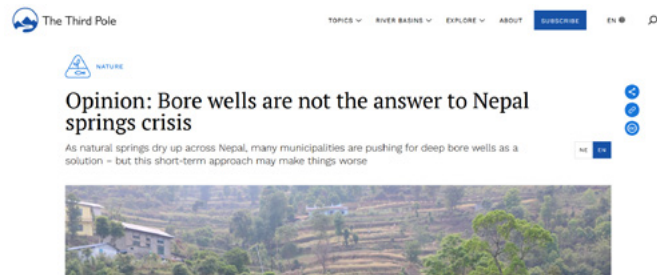 The Third Pole
TOPICS RIVER BASINS EXPLORE ABOUT SUBSCRIBE EN
NATURE
Opinion: Bore wells are not the answer to Nepal
springs crisis
As natural springs dry up across Nepal, many municipalities are pushing for deep bore wells as a
solution – but this short-term approach may make things worse
NE EN